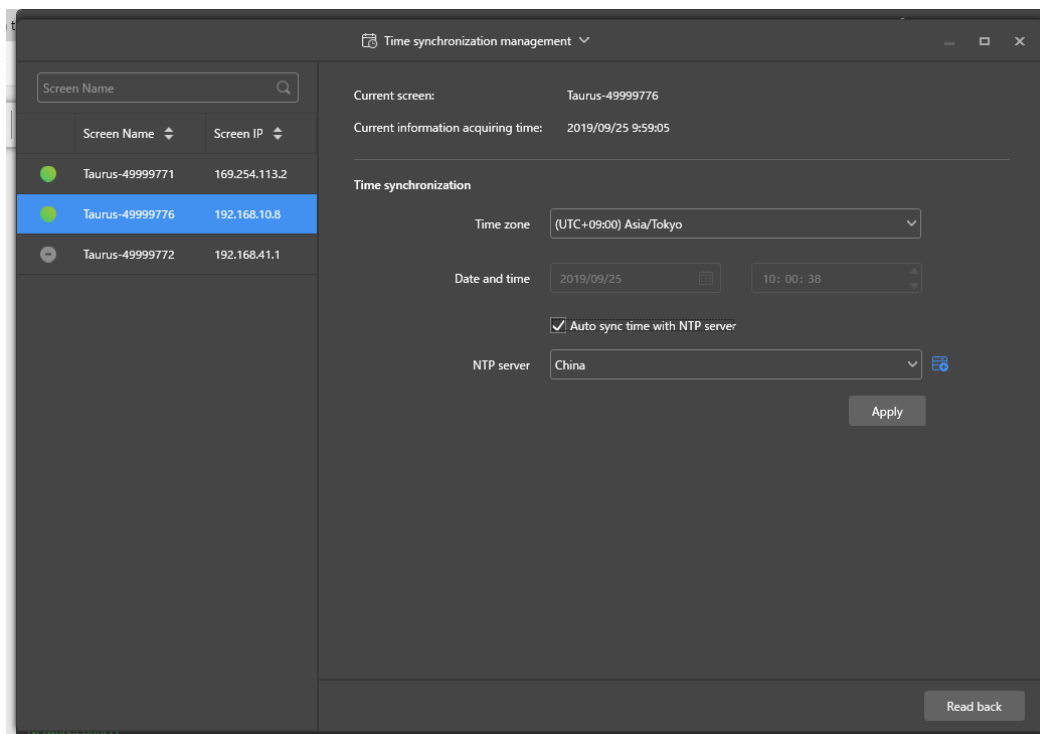 Time synchronization management
Screen Name
Screen Name Screen IP
Taurus-49999771 169.254.113.2
Taurus-49999776 192.168.10.8
Taurus-49999772 192.168.41.1
Current screen: Taurus-49999776
Current information acquiring time: 2019/09/25 9:59:05
Time synchronization
Time zone (UTC+09:00) Asia/Tokyo
Date and time 2019/09/25 10: 00: 38
Auto sync time with NTP server
NTP server China
Apply
Read back